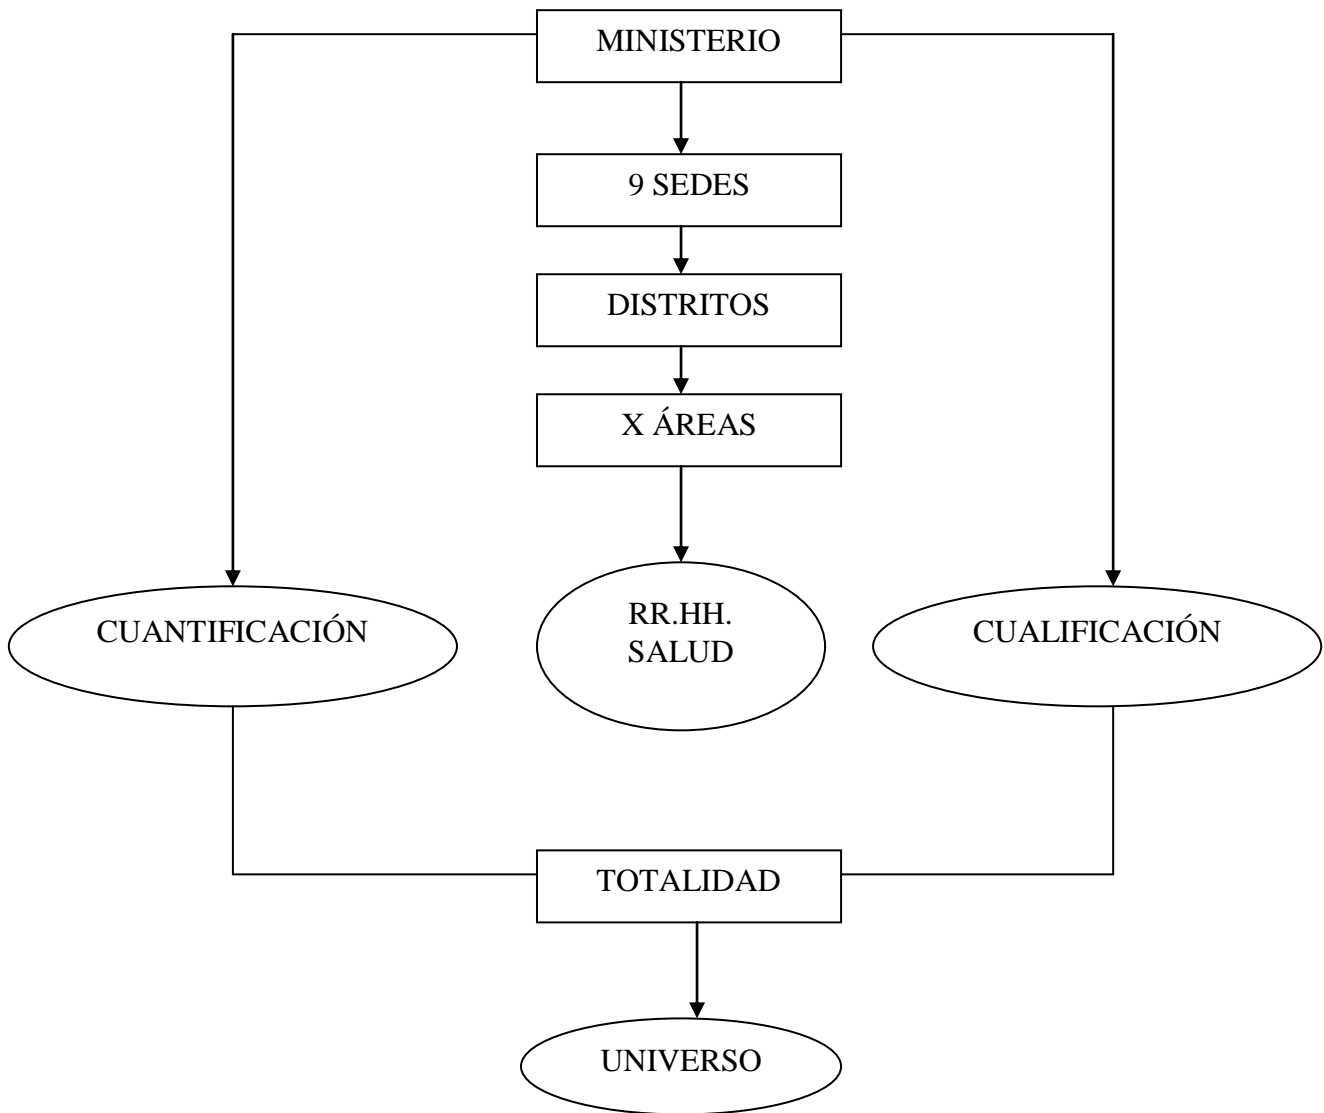 MINISTERIO
9 SEDES
DISTRITOS
X ÁREAS
CUANTIFICACIÓN
RR.HH.
SALUD
CUALIFICACIÓN
TOTALIDAD
UNIVERSO